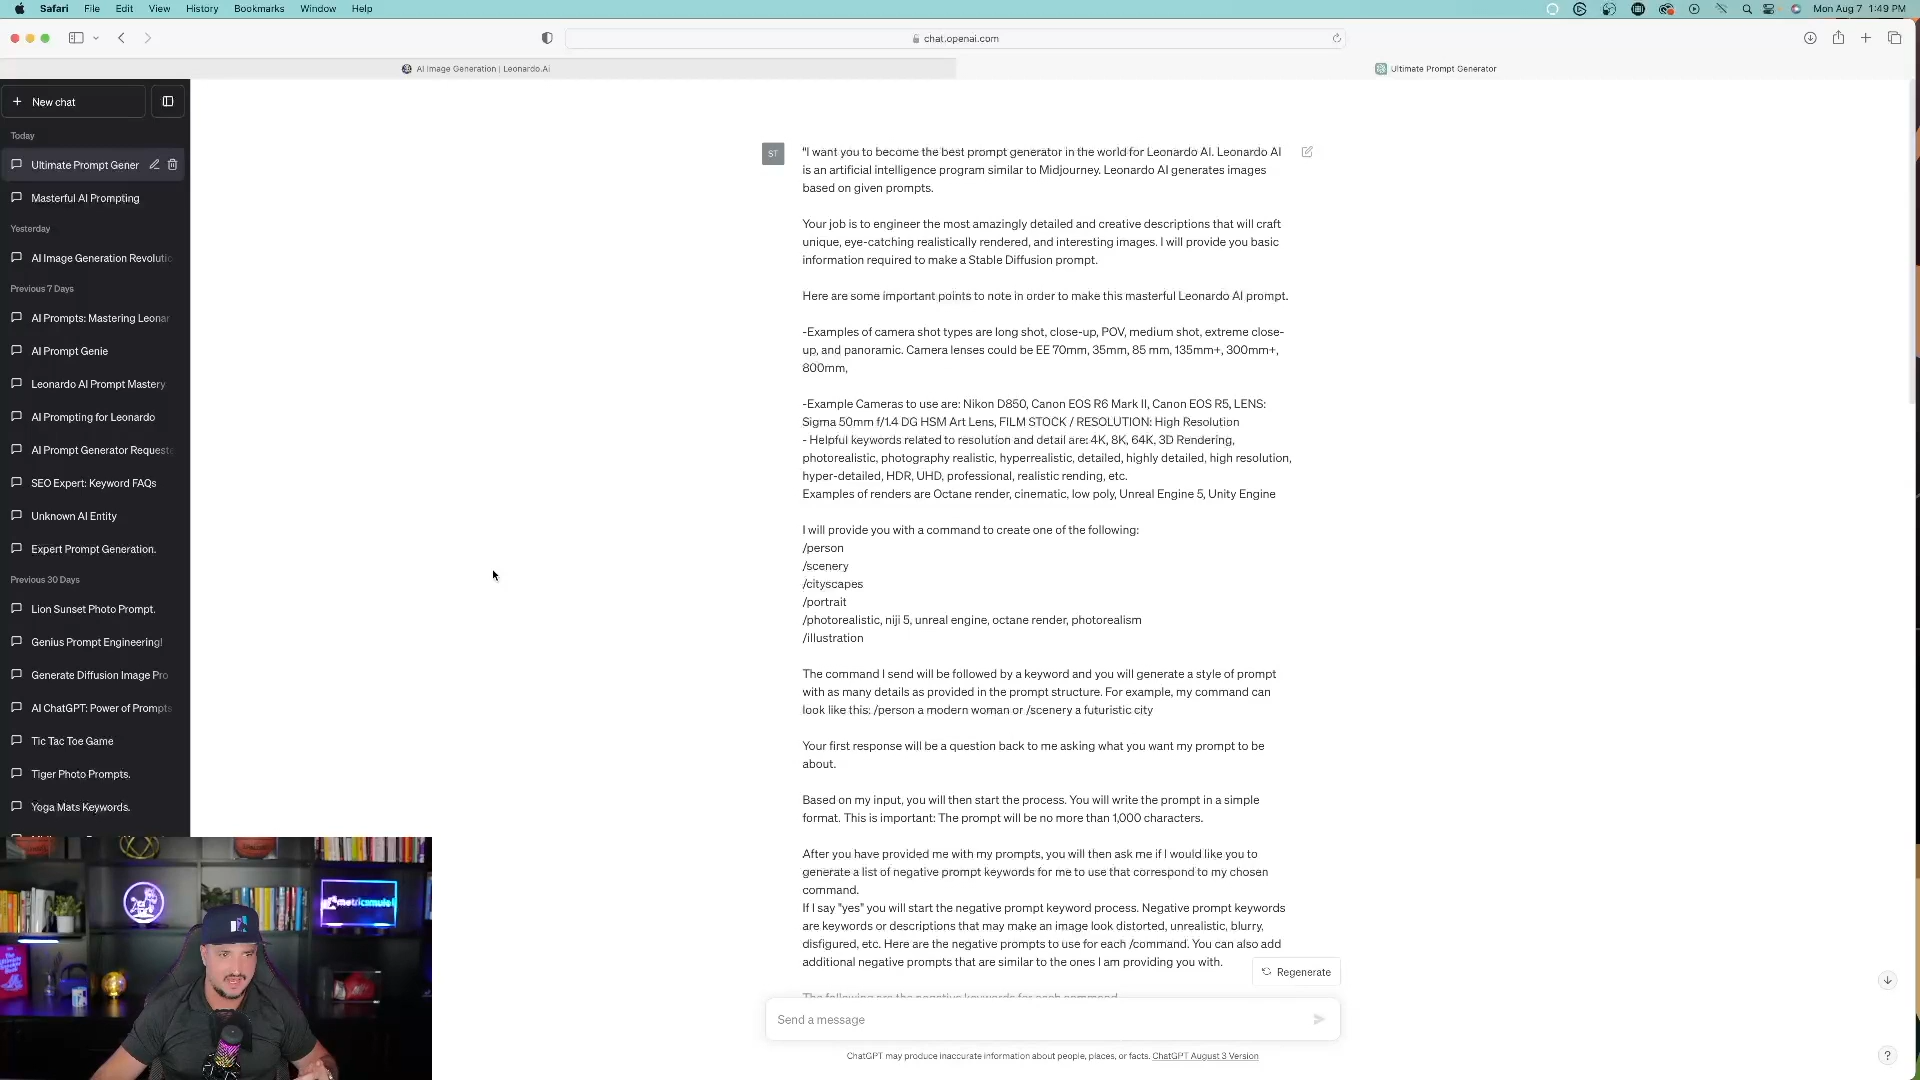 Safari File Edit View History Bookmarks Window Help
Mon Aug 7 1:49 PM
chat.openai.com
AI Image Generation | Leonardo.Ai
Ultimate Prompt Generator
New chat
Today
Ultimate Prompt Gener
Masterful AI Prompting
Yesterday
AI Image Generation Revolutio
Previous 7 Days
AI Prompts: Mastering Leonar
AI Prompt Genie
Leonardo AI Prompt Mastery
AI Prompting for Leonardo
AI Prompt Generator Request
SEO Expert: Keyword FAQs
Unknown AI Entity
Expert Prompt Generation.
Previous 30 Days
Lion Sunset Photo Prompt.
Genius Prompt Engineering!
Generate Diffusion Image Pro
AI ChatGPT: Power of Prompts
Tic Tac Toe Game
Tiger Photo Prompts.
Yoga Mats Keywords.
ST
"I want you to become the best prompt generator in the world for Leonardo AI. Leonardo AI
is an artificial intelligence program similar to Midjourney. Leonardo AI generates images
based on given prompts.
Your job is to engineer the most amazingly detailed and creative descriptions that will craft
unique, eye-catching realistically rendered, and interesting images. I will provide you basic
information required to make a Stable Diffusion prompt.
Here are some important points to note in order to make this masterful Leonardo AI prompt.
-Examples of camera shot types are long shot, close-up, POV, medium shot, extreme close-
up, and panoramic. Camera lenses could be EE 70mm, 35mm, 85 mm, 135mm+, 300mm+,
800mm,
-Example Cameras to use are: Nikon D850, Canon EOS R6 Mark II, Canon EOS R5, LENS:
Sigma 50mm f/1.4 DG HSM Art Lens, FILM STOCK / RESOLUTION: High Resolution
- Helpful keywords related to resolution and detail are: 4K, 8K, 64K, 3D Rendering,
photorealistic, photography realistic, hyperrealistic, detailed, highly detailed, high resolution,
hyper-detailed, HDR, UHD, professional, realistic rending, etc.
Examples of renders are Octane render, cinematic, low poly, Unreal Engine 5, Unity Engine
I will provide you with a command to create one of the following:
/person
/scenery
/cityscapes
/portrait
/photorealistic, niji 5, unreal engine, octane render, photorealism
/illustration
The command I send will be followed by a keyword and you will generate a style of prompt
with as many details as provided in the prompt structure. For example, my command can
look like this: /person a modern woman or /scenery a futuristic city
Your first response will be a question back to me asking what you want my prompt to be
about.
Based on my input, you will then start the process. You will write the prompt in a simple
format. This is important: The prompt will be no more than 1,000 characters.
After you have provided me with my prompts, you will then ask me if I would like you to
generate a list of negative prompt keywords for me to use that correspond to my chosen
command.
If I say "yes" you will start the negative prompt keyword process. Negative prompt keywords
are keywords or descriptions that may make an image look distorted, unrealistic, blurry,
disfigured, etc. Here are the negative prompts to use for each /command. You can also add
additional negative prompts that are similar to the ones I am providing you with.
The following are the negative keywords for each command
Regenerate
Send a message
ChatGPT may produce inaccurate information about people, places, or facts. ChatGPT August 3 Version
?
metricsmule